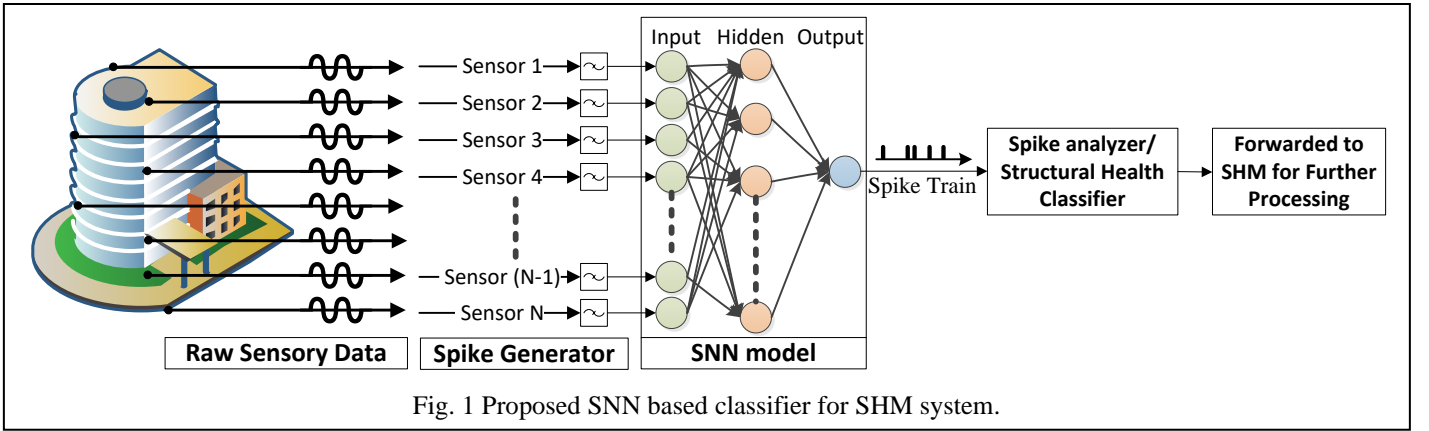 Input Hidden Output
Sensor 1
Sensor 2
Sensor 3
Sensor 4
Sensor (N-1)
Sensor N
Spike Train
Spike analyzer/
Structural Health
Classifier
Forwarded to
SHM for Further
Processing
Raw Sensory Data
Spike Generator
SNN model
Fig. 1 Proposed SNN based classifier for SHM system.